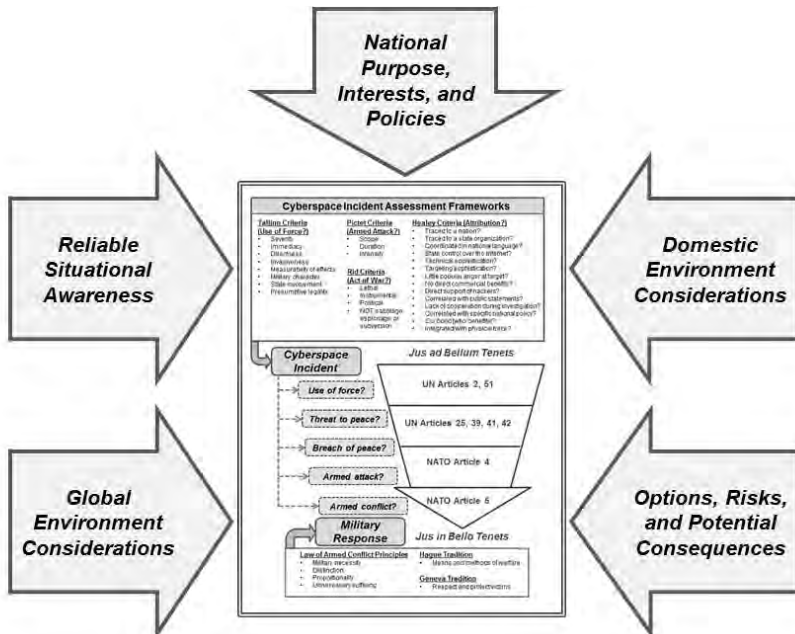 National
Purpose,
Interests, and
Policies
Reliable
Situational
Awareness
Global
Environment
Considerations
Cyberspace Incident Assessment Frameworks
Tallinn Criteria
(Use of Force?)
• Severity
• Immediacy
• Directness
• Invasiveness
• Measurability of effects
• Military character
• State involvement
• Presumptive legality
Pictet Criteria
(Armed Attack?)
• Scope
• Duration
• Intensity
Rid Criteria
(Act of War?)
• Lethal
• Instrumental
• Political
• NOT sabotage,
espionage or
subversion
Healey Criteria (Attribution?)
• Traced to a nation?
• Traced to a state organization?
• Coordinated in national language?
• State control over the internet?
• Technical sophistication?
• Targeting sophistication?
• Little popular anger at target?
• No direct commercial benefits?
• Direct support of hackers?
• Correlated with public statements?
• Lack of cooperation during investigation?
• Correlated with specific national policy?
• Cui bono (who benefits)?
• Integrated with physical force?
Cyberspace
Incident
Use of force?
Threat to peace?
Breach of peace?
Armed attack?
Armed conflict?
Jus ad Bellum Tenets
UN Articles 2, 51
UN Articles 25, 39, 41, 42
NATO Article 4
NATO Article 5
Military
Response
Jus in Bello Tenets
Law of Armed Conflict Principles
• Military necessity
• Distinction
• Proportionality
• Unnecessary suffering
Hague Tradition
• Means and methods of warfare
Geneva Tradition
• Respect and protect victims
Domestic
Environment
Considerations
Options, Risks,
and Potential
Consequences